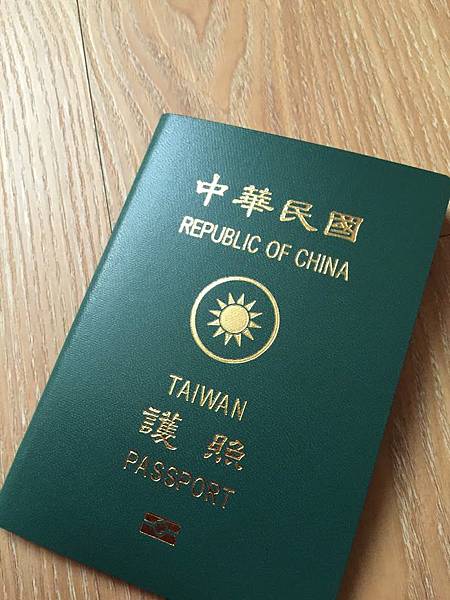 中華民國
REPUBLIC OF CHINA
TAIWAN
護照
PASSPORT